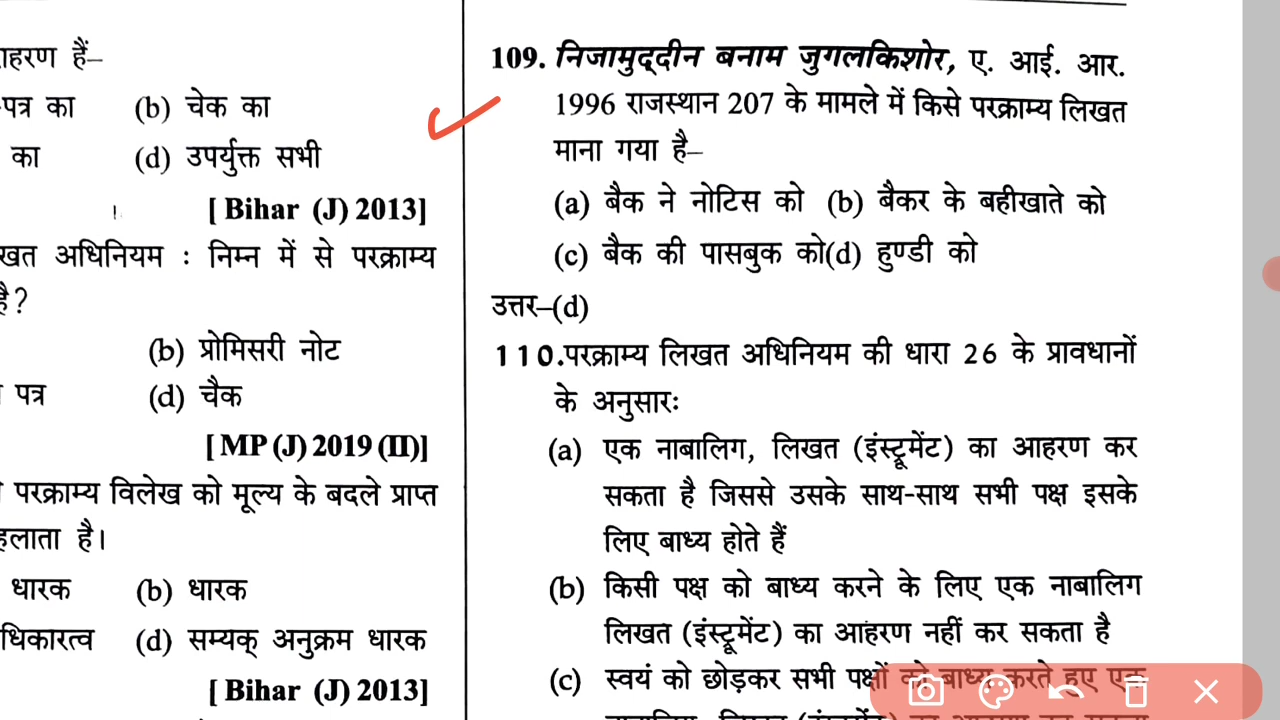 ाहरण हैं–
-पत्र का (b) चेक का
का (d) उपर्युक्त सभी
[ Bihar (J) 2013]
खत अधिनियम : निम्न में से परक्राम्य
है?
(b) प्रोमिसरी नोट
पत्र (d) चैक
[ MP (J) 2019 (II)]
परक्राम्य विलेख को मूल्य के बदले प्राप्त
हलाता है।
धारक (b) धारक
धिकारत्व (d) सम्यक् अनुक्रम धारक
[ Bihar (J) 2013]
109. निजामुद्दीन बनाम जुगलकिशोर, ए. आई. आर.
1996 राजस्थान 207 के मामले में किसे परक्राम्य लिखत
माना गया है–
(a) बैक ने नोटिस को (b) बैकर के बहीखाते को
(c) बैक की पासबुक को(d) हुण्डी को
उत्तर–(d)
110.परक्राम्य लिखत अधिनियम की धारा 26 के प्रावधानों
के अनुसारः
(a) एक नाबालिग, लिखत (इंस्ट्रूमेंट) का आहरण कर
सकता है जिससे उसके साथ-साथ सभी पक्ष इसके
लिए बाध्य होते हैं
(b) किसी पक्ष को बाध्य करने के लिए एक नाबालिग
लिखत (इंस्ट्रूमेंट) का आहरण नहीं कर सकता है
(c) स्वयं को छोड़कर सभी पक्षों को बाध्य करते हुए एक